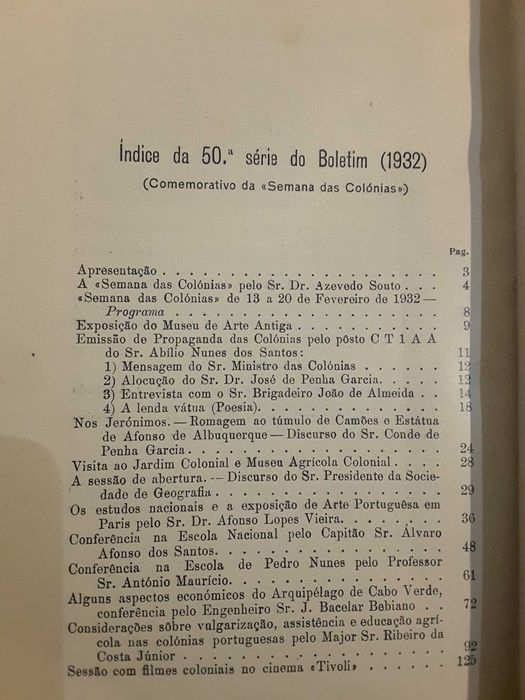 Índice da 50.ª série do Boletim (1932)
(Comemorativo da «Semana das Colónias»)
Pag.
Apresentação . . . . . . . . . . . . . . . . . . . . 3
A «Semana das Colónias» pelo Sr. Dr. Azevedo Souto . . . 4
«Semana das Colónias» de 13 a 20 de Fevereiro de 1932 —
Programa . . . . . . . . . . . . . . . . . . . . 8
Exposição do Museu de Arte Antiga . . . . . . . . . . . 9
Emissão de Propaganda das Colónias pelo pôsto C T 1 A A
do Sr. Abílio Nunes dos Santos : 11
1) Mensagem do Sr. Ministro das Colónias . . . . . . 12
2) Alocução do Sr. Dr. José de Penha Garcia. . . . . 12
3) Entrevista com o Sr. Brigadeiro João de Almeida . . 14
4) A lenda vátua (Poesia). . . . . . . . . . . . . 18
Nos Jerónimos. — Romagem ao túmulo de Camões e Estátua
de Afonso de Albuquerque — Discurso do Sr. Conde de
Penha Garcia . . . . . . . . . . . . . . . . . . 24
Visita ao Jardim Colonial e Museu Agrícola Colonial . . . . 28
A sessão de abertura. — Discurso do Sr. Presidente da Socie-
dade de Geografia . . . . . . . . . . . . . . . . 29
Os estudos nacionais e a exposição de Arte Portuguêsa em
Paris pelo Sr. Dr. Afonso Lopes Vieira. . . . . . . . 36
Conferência na Escola Nacional pelo Capitão Sr. Álvaro
Afonso dos Santos. . . . . . . . . . . . . . . . 48
Conferência na Escola de Pedro Nunes pelo Professor
Sr. António Maurício. . . . . . . . . . . . . . . 61
Alguns aspectos económicos do Arquipélago de Cabo Verde,
conferência pelo Engenheiro Sr. J. Bacelar Bebiano . . 72
Considerações sôbre vulgarização, assistência e educação agrí-
cola nas colónias portuguesas pelo Major Sr. Ribeiro da
Costa Júnior . . . . . . . . . . . . . . . . . . 92
Sessão com filmes coloniais no cinema «Tivoli» . . . . . . 125